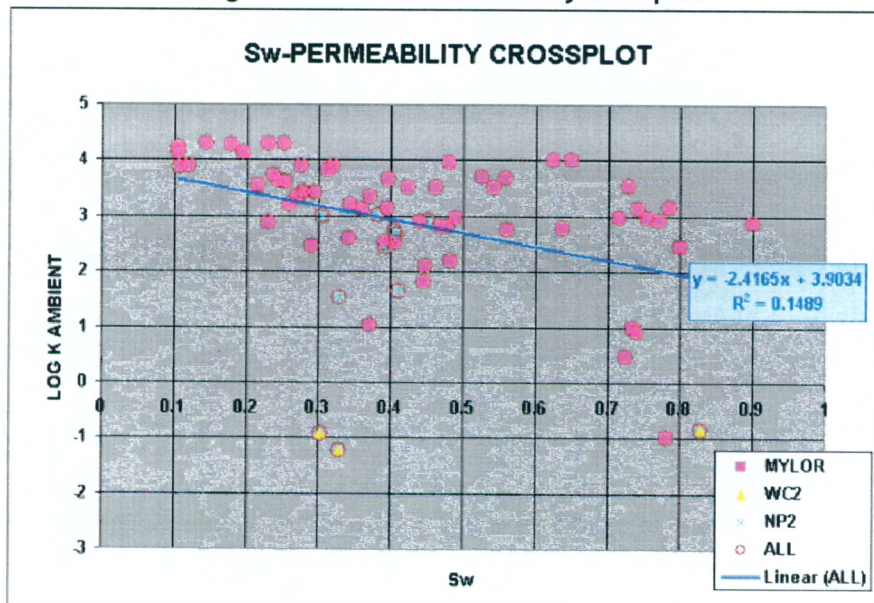 Sw-PERMEABILITY CROSSPLOT
5
4
3
2
1
0
-1
-2
-3
LOG K AMBIENT
0 0.1 0.2 0.3 0.4 0.5 0.6 0.7 0.8 0.9 1
Sw
y = -2.4165x + 3.9034
R² = 0.1489
MYLOR
WC2
NP2
ALL
Linear (ALL)